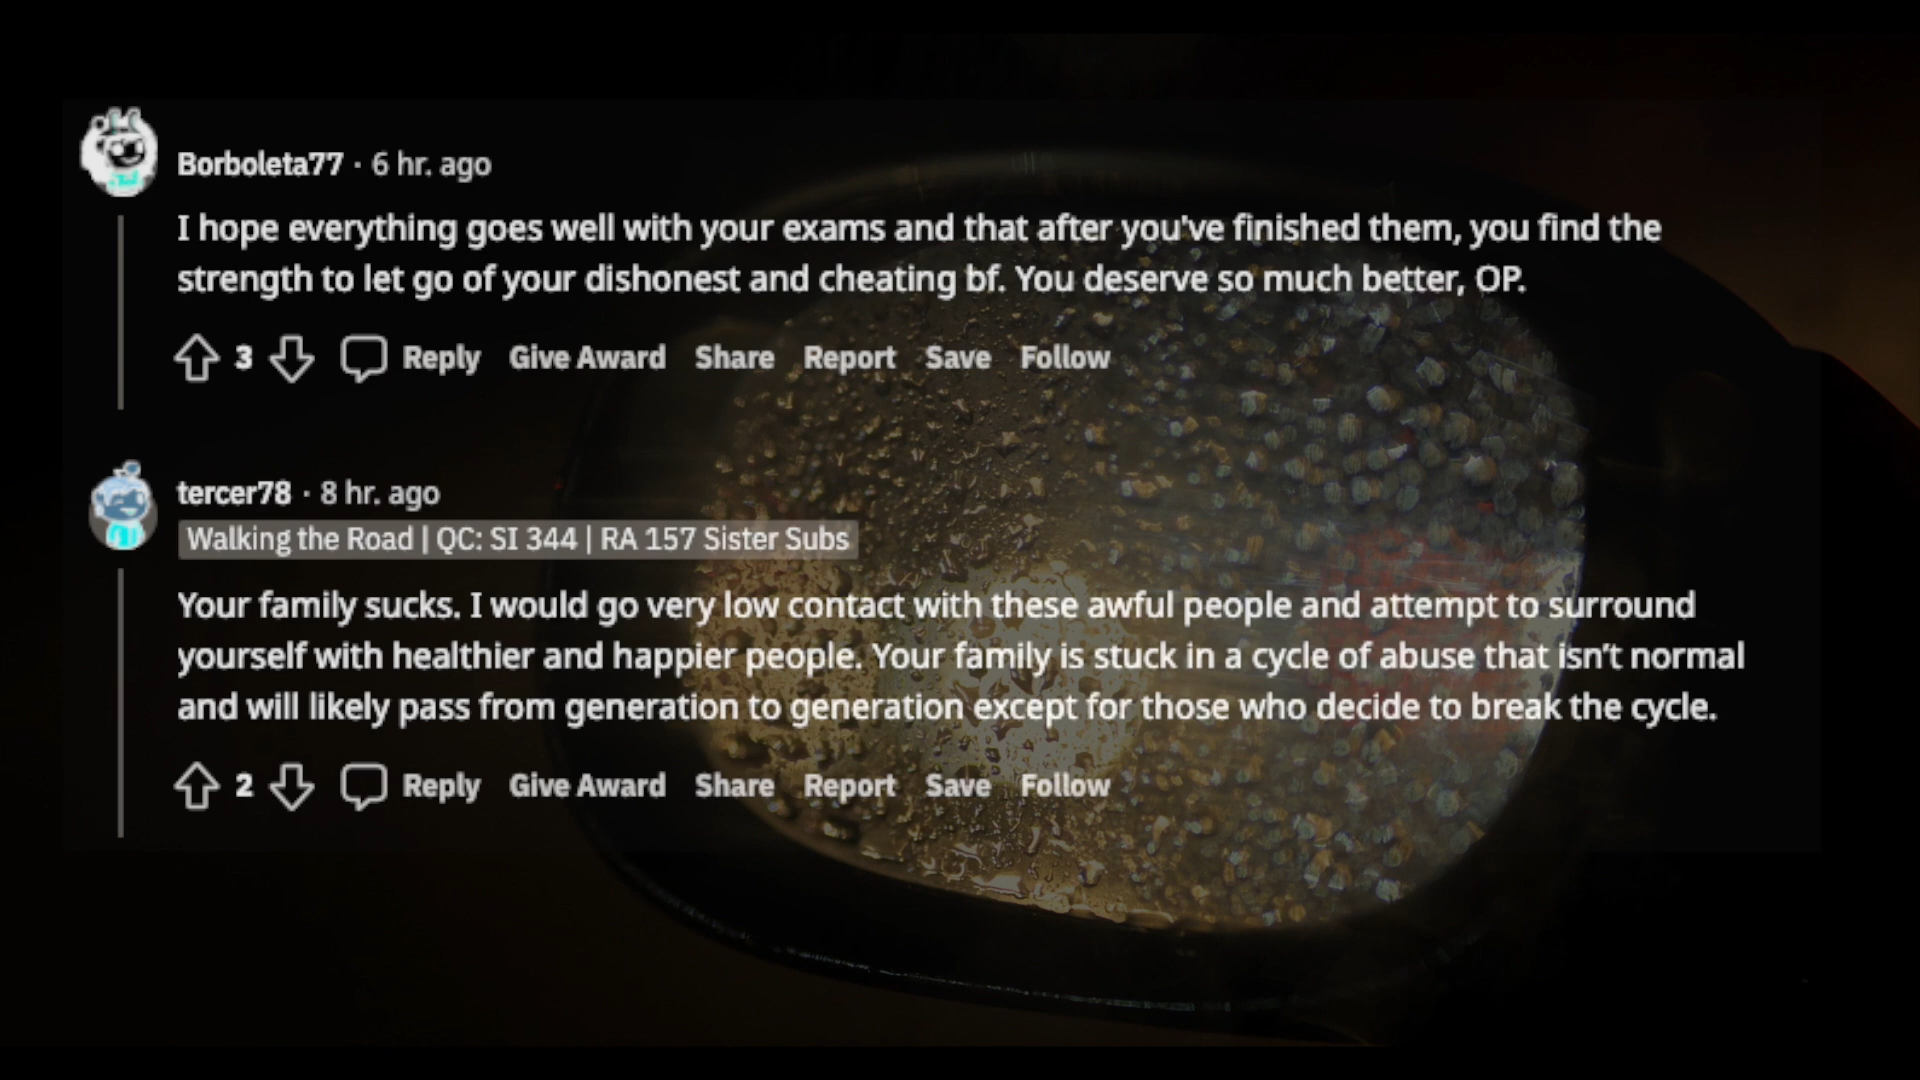 Borboleta77 · 6 hr. ago
I hope everything goes well with your exams and that after you've finished them, you find the
strength to let go of your dishonest and cheating bf. You deserve so much better, OP.
3 Reply Give Award Share Report Save Follow
tercer78 · 8 hr. ago
Walking the Road | QC: SI 344 | RA 157 Sister Subs
Your family sucks. I would go very low contact with these awful people and attempt to surround
yourself with healthier and happier people. Your family is stuck in a cycle of abuse that isn't normal
and will likely pass from generation to generation except for those who decide to break the cycle.
2 Reply Give Award Share Report Save Follow